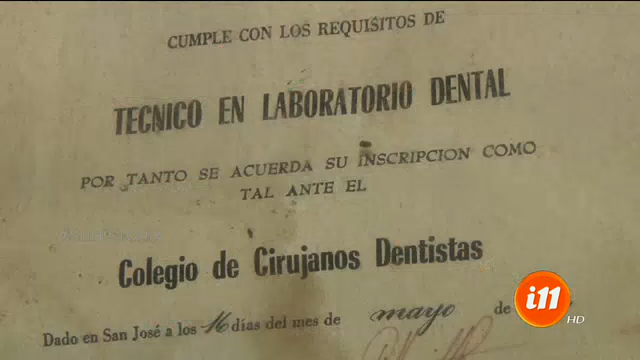 CUMPLE CON LOS REQUISITOS DE
TECNICO EN LABORATORIO DENTAL
POR TANTO SE ACUERDA SU INSCRIPCION COMO
TAL ANTE EL
Colegio de Cirujanos Dentistas
Dado en San José a los 16 días del mes de mayo de
i11
HD